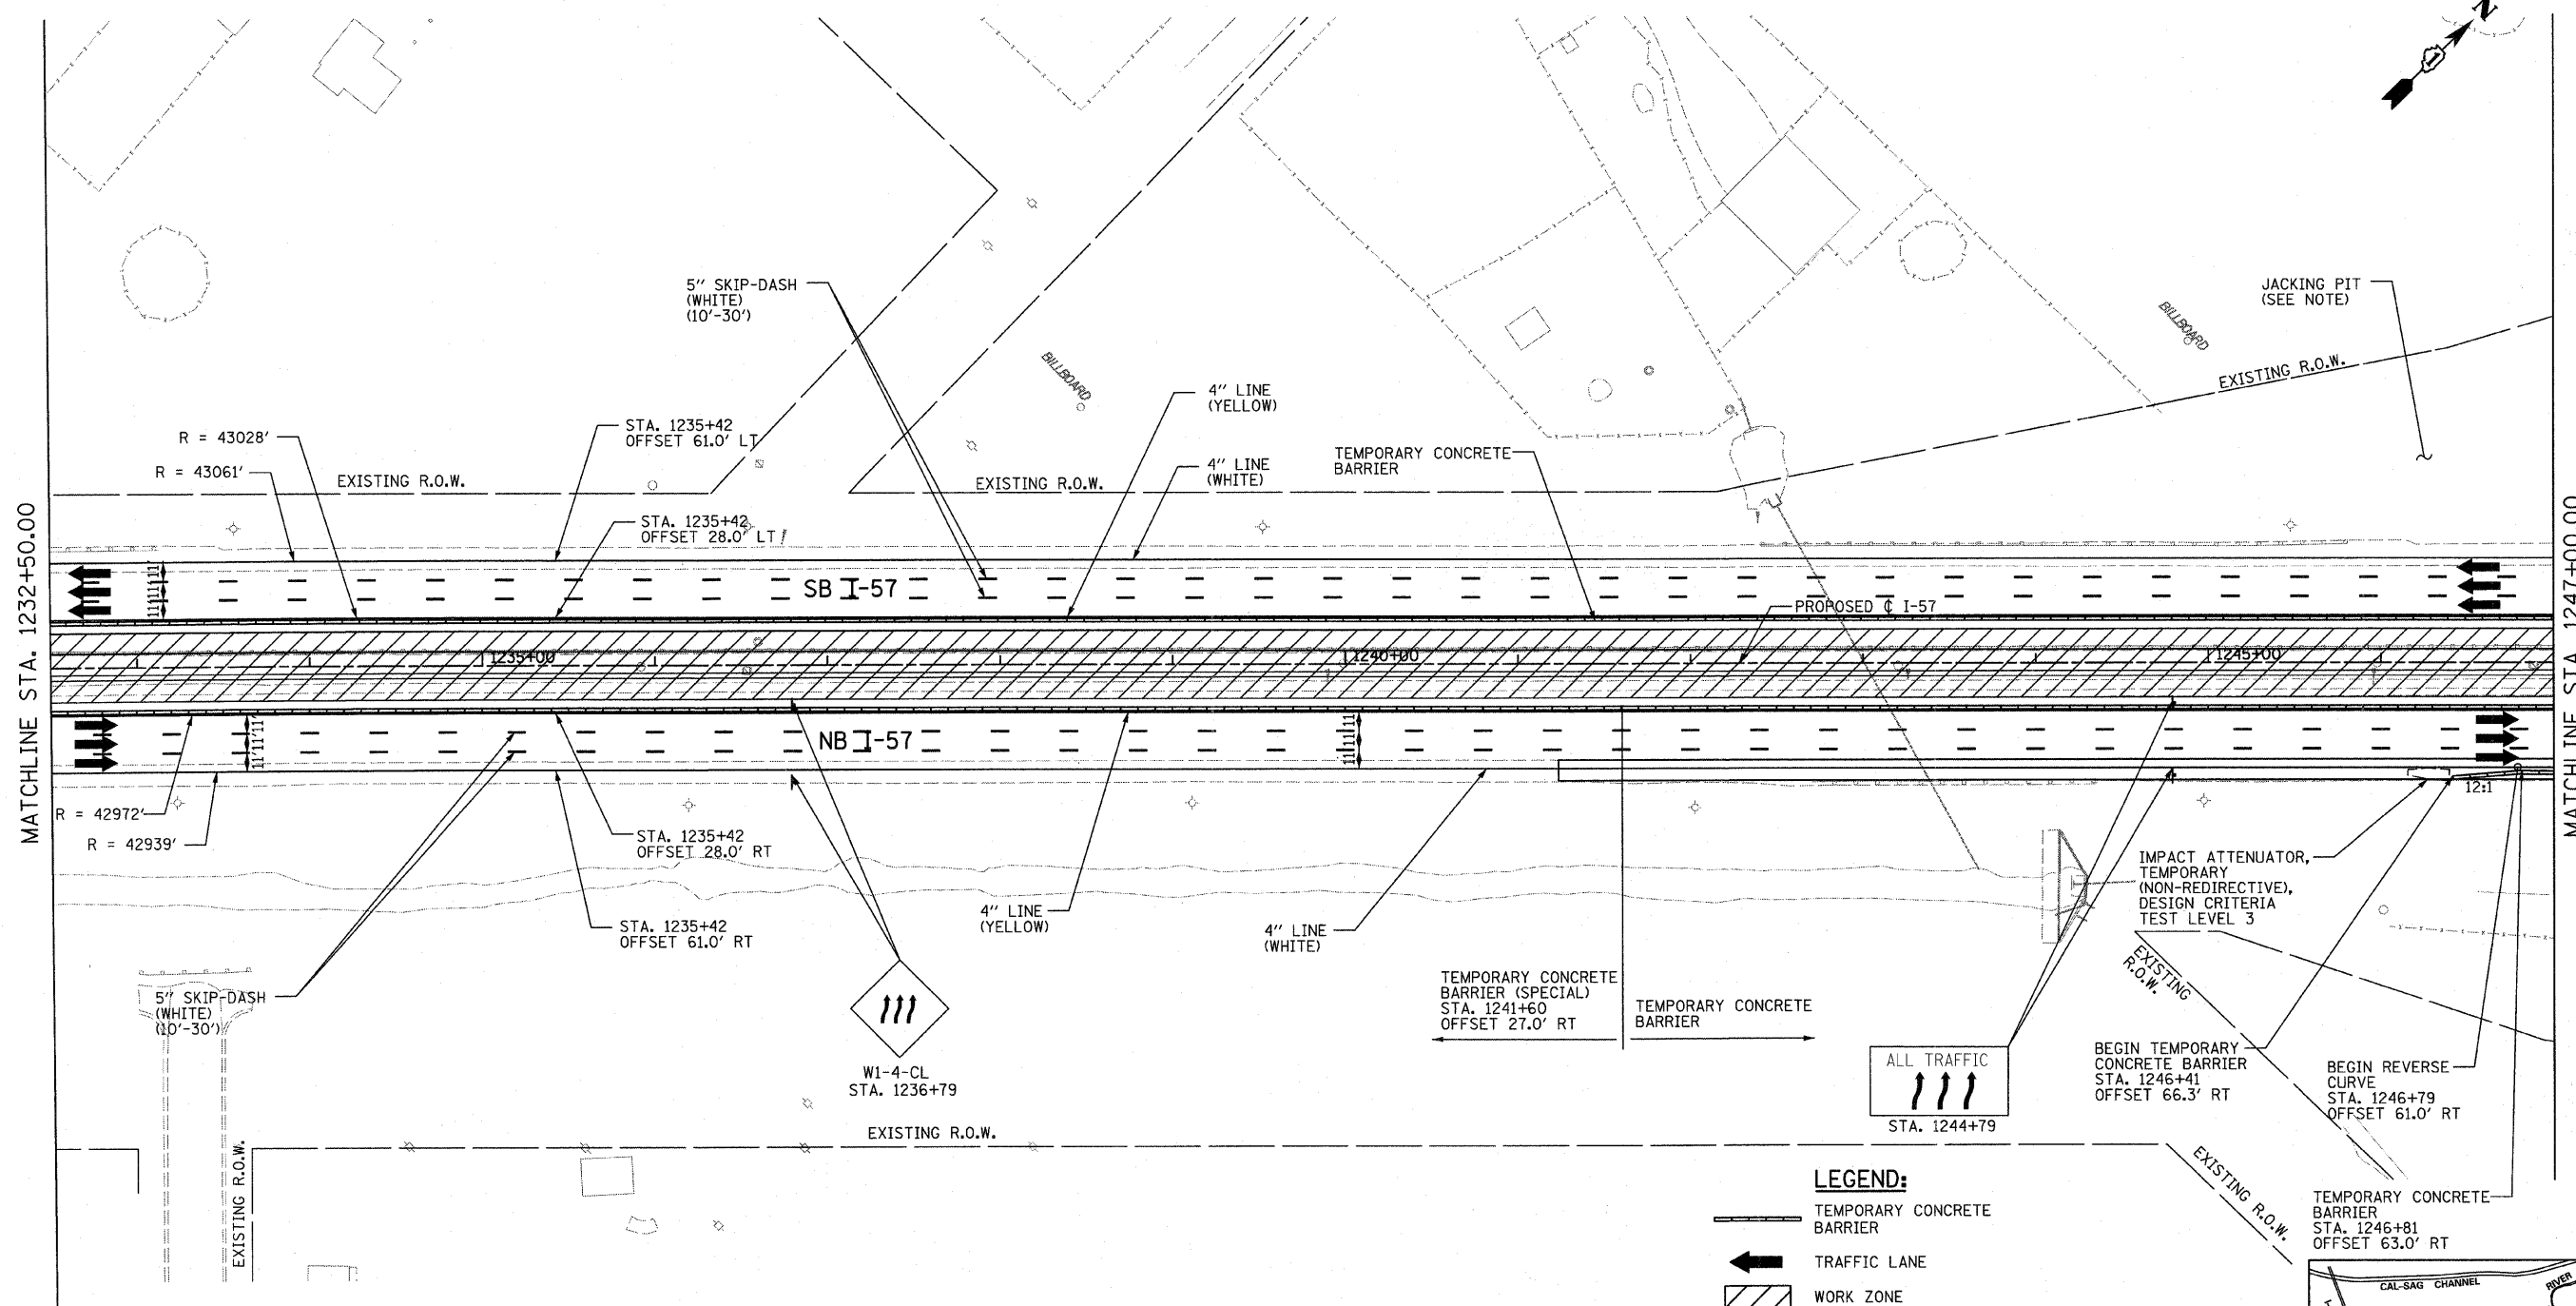 N
5" SKIP-DASH
(WHITE)
(10'-30')
JACKING PIT
(SEE NOTE)
BILLBOARD
BILLBOARD
EXISTING R.O.W.
4" LINE
(YELLOW)
R = 43028'
STA. 1235+42
OFFSET 61.0' LT
R = 43061'
EXISTING R.O.W.
4" LINE
(WHITE)
EXISTING R.O.W.
TEMPORARY CONCRETE
BARRIER
STA. 1235+42
OFFSET 28.0' LT
MATCHLINE STA. 1232+50.00
MATCHLINE STA. 1247+00.00
11'11'11'
SB I-57
PROPOSED ℄ I-57
1235+00
1240+00
1245+00
11'11'11'
NB I-57
11'11'11'
12:1
R = 42972'
R = 42939'
STA. 1235+42
OFFSET 28.0' RT
STA. 1235+42
OFFSET 61.0' RT
4" LINE
(YELLOW)
4" LINE
(WHITE)
IMPACT ATTENUATOR,
TEMPORARY
(NON-REDIRECTIVE),
DESIGN CRITERIA
TEST LEVEL 3
5" SKIP-DASH
(WHITE)
(10'-30')
W1-4-CL
STA. 1236+79
TEMPORARY CONCRETE
BARRIER (SPECIAL)
STA. 1241+60
OFFSET 27.0' RT
TEMPORARY CONCRETE
BARRIER
EXISTING
R.O.W.
ALL TRAFFIC
STA. 1244+79
BEGIN TEMPORARY
CONCRETE BARRIER
STA. 1246+41
OFFSET 66.3' RT
BEGIN REVERSE
CURVE
STA. 1246+79
OFFSET 61.0' RT
EXISTING R.O.W.
EXISTING R.O.W.
EXISTING R.O.W.
TEMPORARY CONCRETE
BARRIER
STA. 1246+81
OFFSET 63.0' RT
LEGEND:
TEMPORARY CONCRETE
BARRIER
TRAFFIC LANE
WORK ZONE
CAL-SAG CHANNEL
RIVER